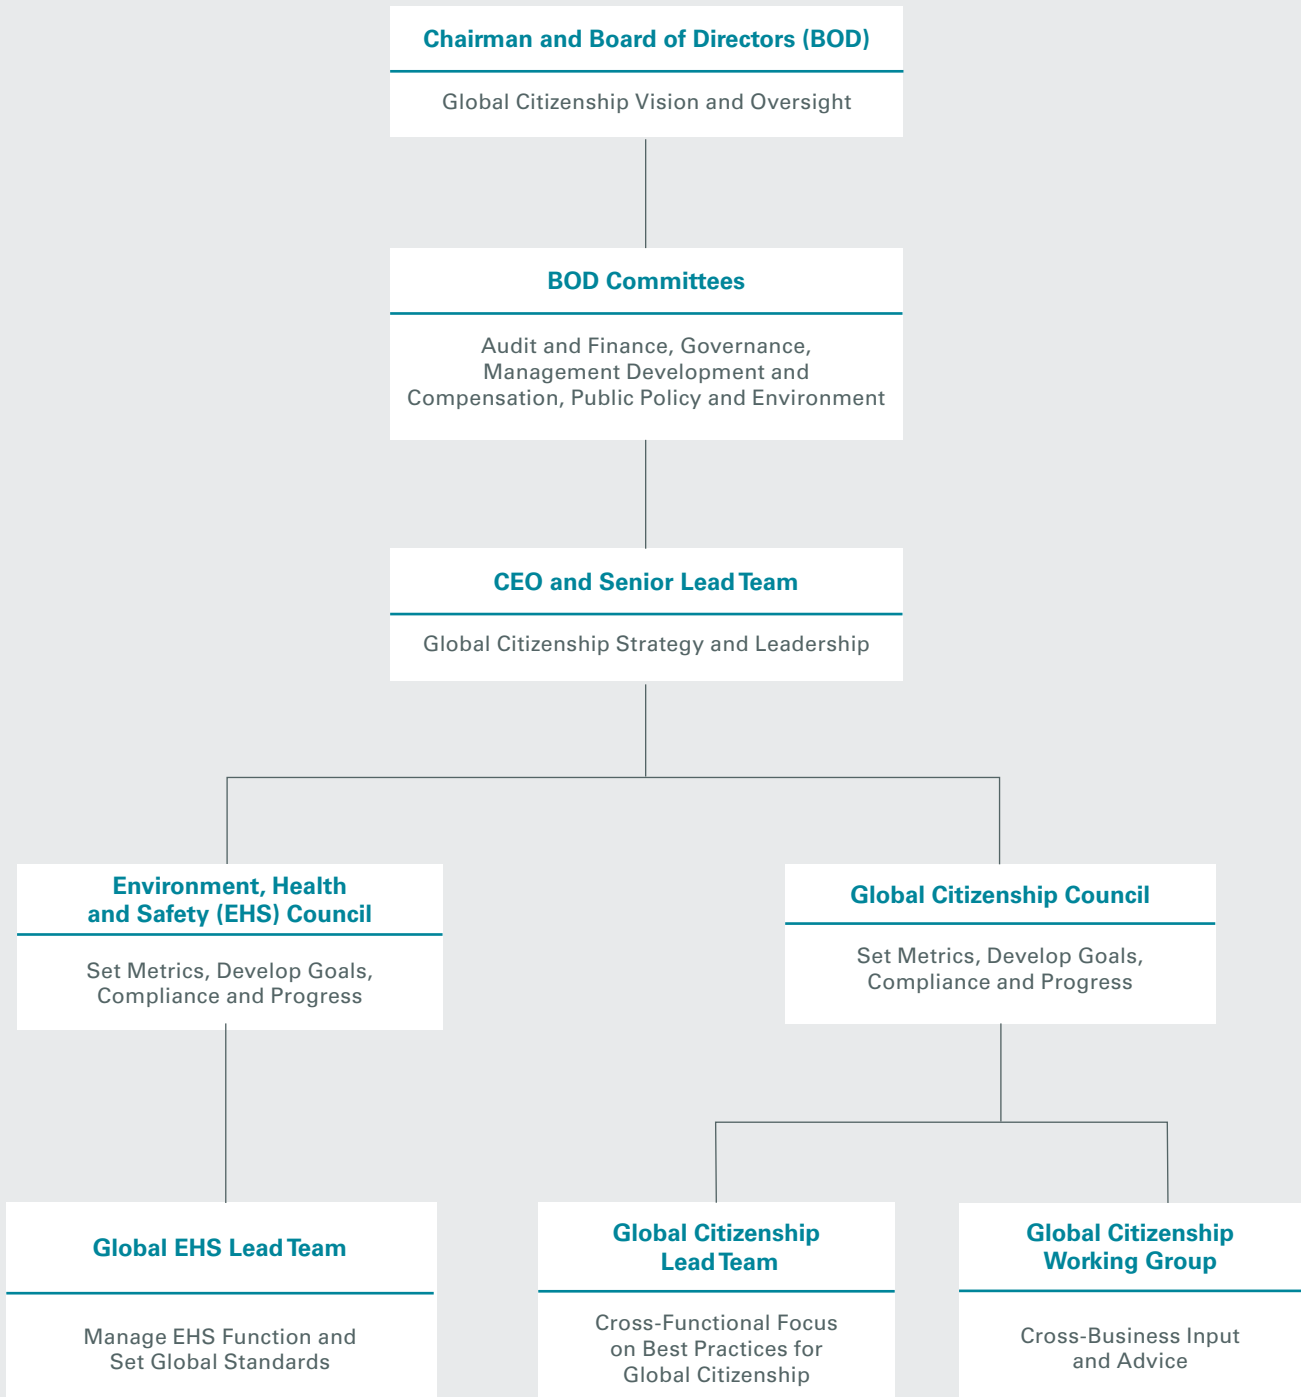 Chairman and Board of Directors (BOD)
Global Citizenship Vision and Oversight
BOD Committees
Audit and Finance, Governance,
Management Development and
Compensation, Public Policy and Environment
CEO and Senior Lead Team
Global Citizenship Strategy and Leadership
Environment, Health
and Safety (EHS) Council
Set Metrics, Develop Goals,
Compliance and Progress
Global Citizenship Council
Set Metrics, Develop Goals,
Compliance and Progress
Global EHS Lead Team
Manage EHS Function and
Set Global Standards
Global Citizenship
Lead Team
Cross-Functional Focus
on Best Practices for
Global Citizenship
Global Citizenship
Working Group
Cross-Business Input
and Advice